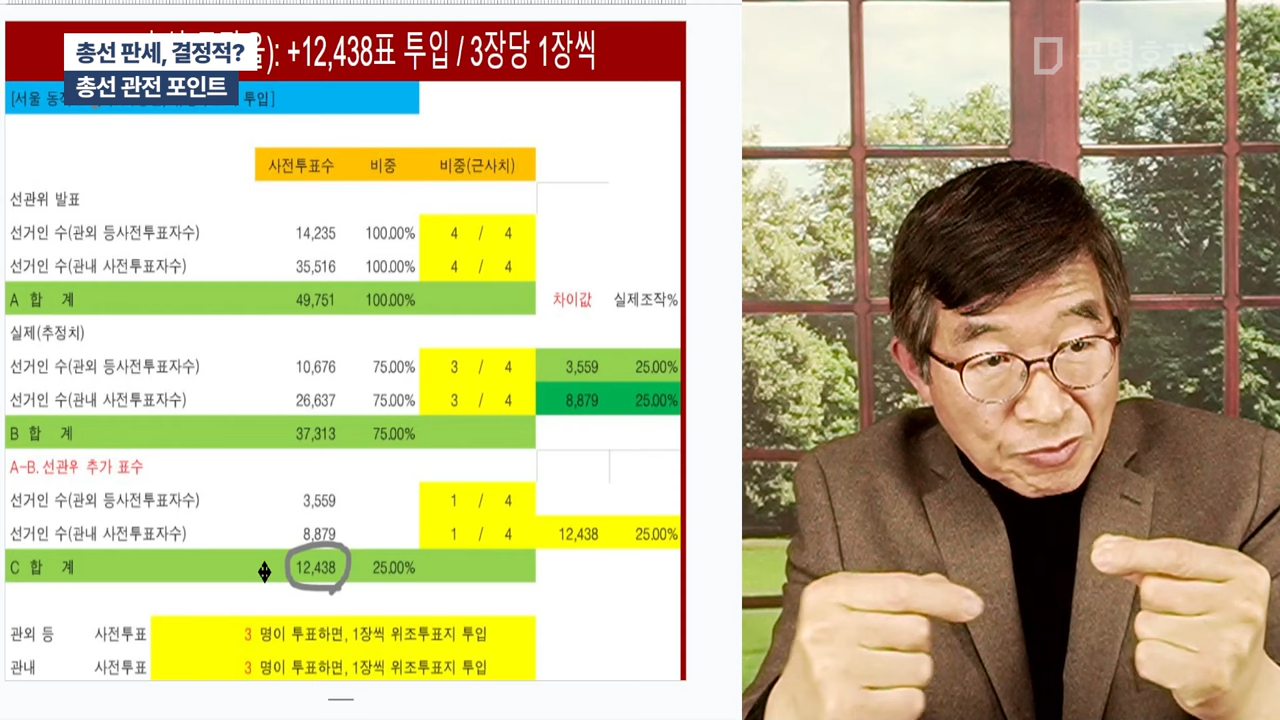 총선 판세, 결정적?
총선 관전 포인트
): +12,438표 투입 / 3장당 1장씩
[서울 동작 투입]
사전투표수 비중 비중(근사치)
선관위 발표
선거인 수(관외 등사전투표자수) 14,235 100.00% 4 / 4
선거인 수(관내 사전투표자수) 35,516 100.00% 4 / 4
A 합 계 49,751 100.00% 차이값 실제조작%
실제(추정치)
선거인 수(관외 등사전투표자수) 10,676 75.00% 3 / 4 3,559 25.00%
선거인 수(관내 사전투표자수) 26,637 75.00% 3 / 4 8,879 25.00%
B 합 계 37,313 75.00%
A-B. 선관위 추가 표수
선거인 수(관외 등사전투표자수) 3,559 1 / 4
선거인 수(관내 사전투표자수) 8,879 1 / 4 12,438 25.00%
C 합 계 12,438 25.00%
관외 등 사전투표 3 명이 투표하면, 1장씩 위조투표지 투입
관내 사전투표 3 명이 투표하면, 1장씩 위조투표지 투입